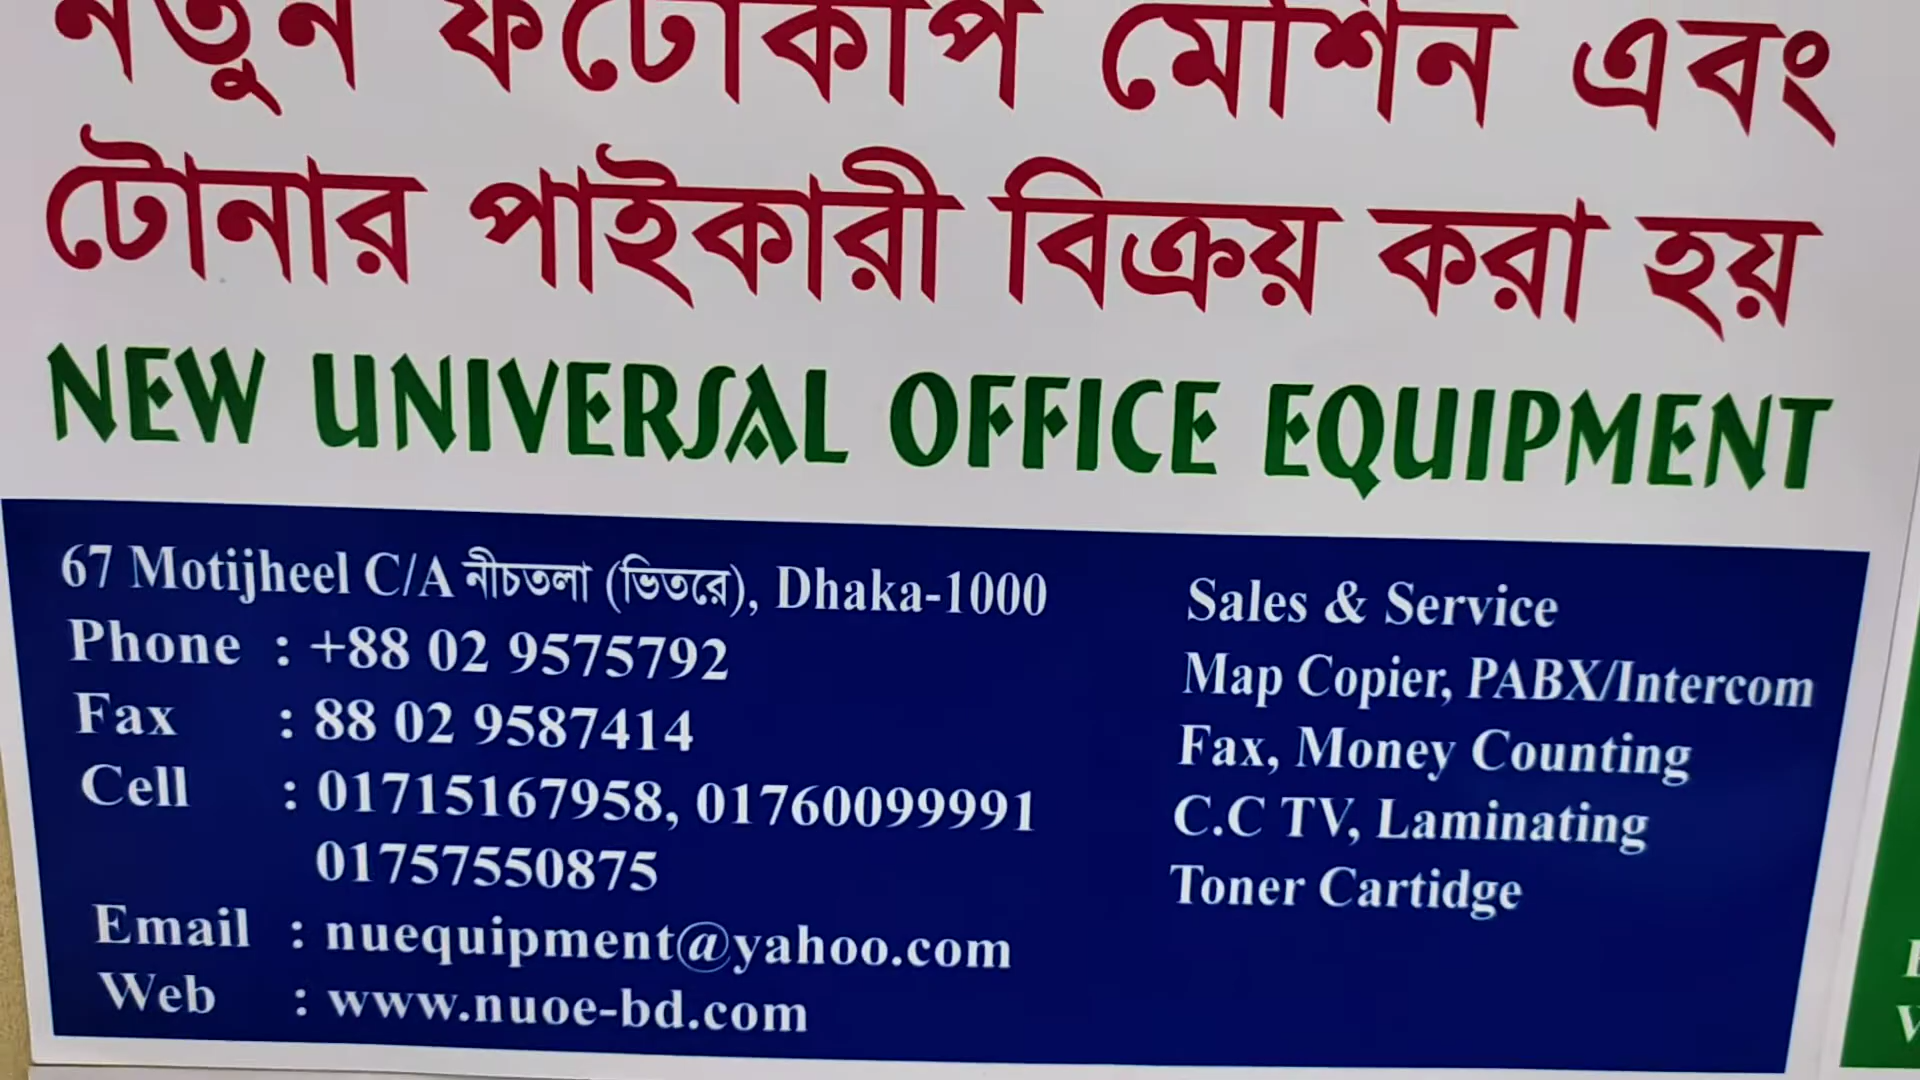 নতুন ফটোকপি মেশিন এবং
টোনার পাইকারী বিক্রয় করা হয়
NEW UNIVERSAL OFFICE EQUIPMENT
67 Motijheel C/A নীচতলা (ভিতরে), Dhaka-1000
Phone : +88 02 9575792
Fax : 88 02 9587414
Cell : 01715167958, 01760099991
01757550875
Email : nuequipment@yahoo.com
Web : www.nuoe-bd.com
Sales & Service
Map Copier, PABX/Intercom
Fax, Money Counting
C.C TV, Laminating
Toner Cartidge